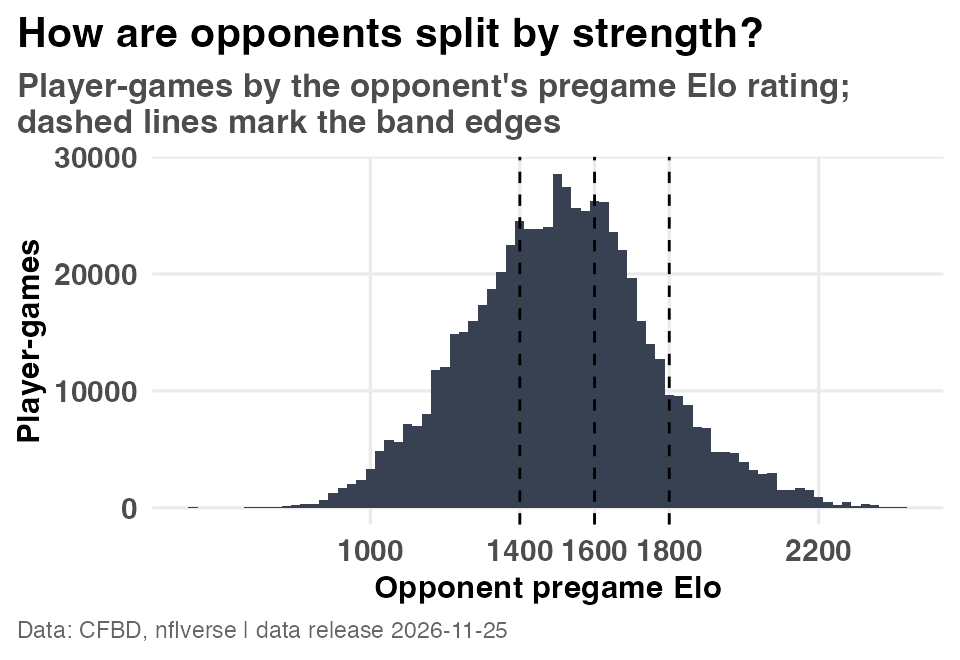 How are opponents split by strength?
Player-games by the opponent's pregame Elo rating;
dashed lines mark the band edges
30000
20000
10000
0
Player-games
1000 1400 1600 1800 2200
Opponent pregame Elo
Data: CFBD, nflverse | data release 2026-11-25